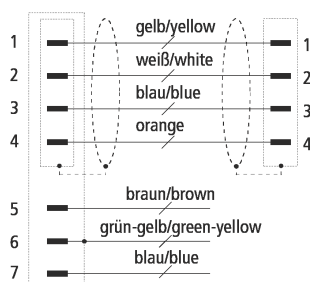 gelb/yellow
1 1
weiß/white
2 2
blau/blue
3 3
orange
4 4
braun/brown
5
grün-gelb/green-yellow
6
blau/blue
7